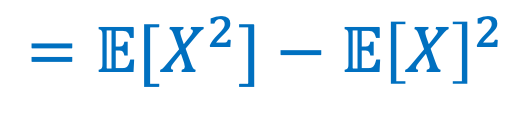 = 𝔼[𝑋²] − 𝔼[𝑋]²